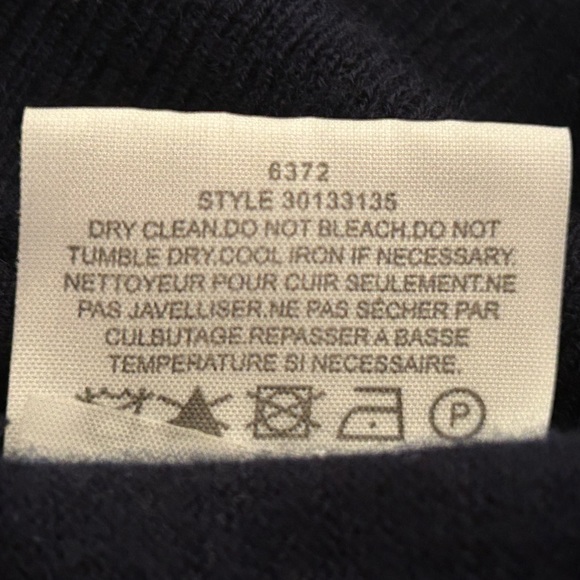 6372
STYLE 30133135
DRY CLEAN.DO NOT BLEACH.DO NOT
TUMBLE DRY.COOL IRON IF NECESSARY.
NETTOYEUR POUR CUIR SEULEMENT.NE
PAS JAVELLISER.NE PAS SÉCHER PAR
CULBUTAGE.REPASSER A BASSE
TEMPERATURE SI NECESSAIRE.
P